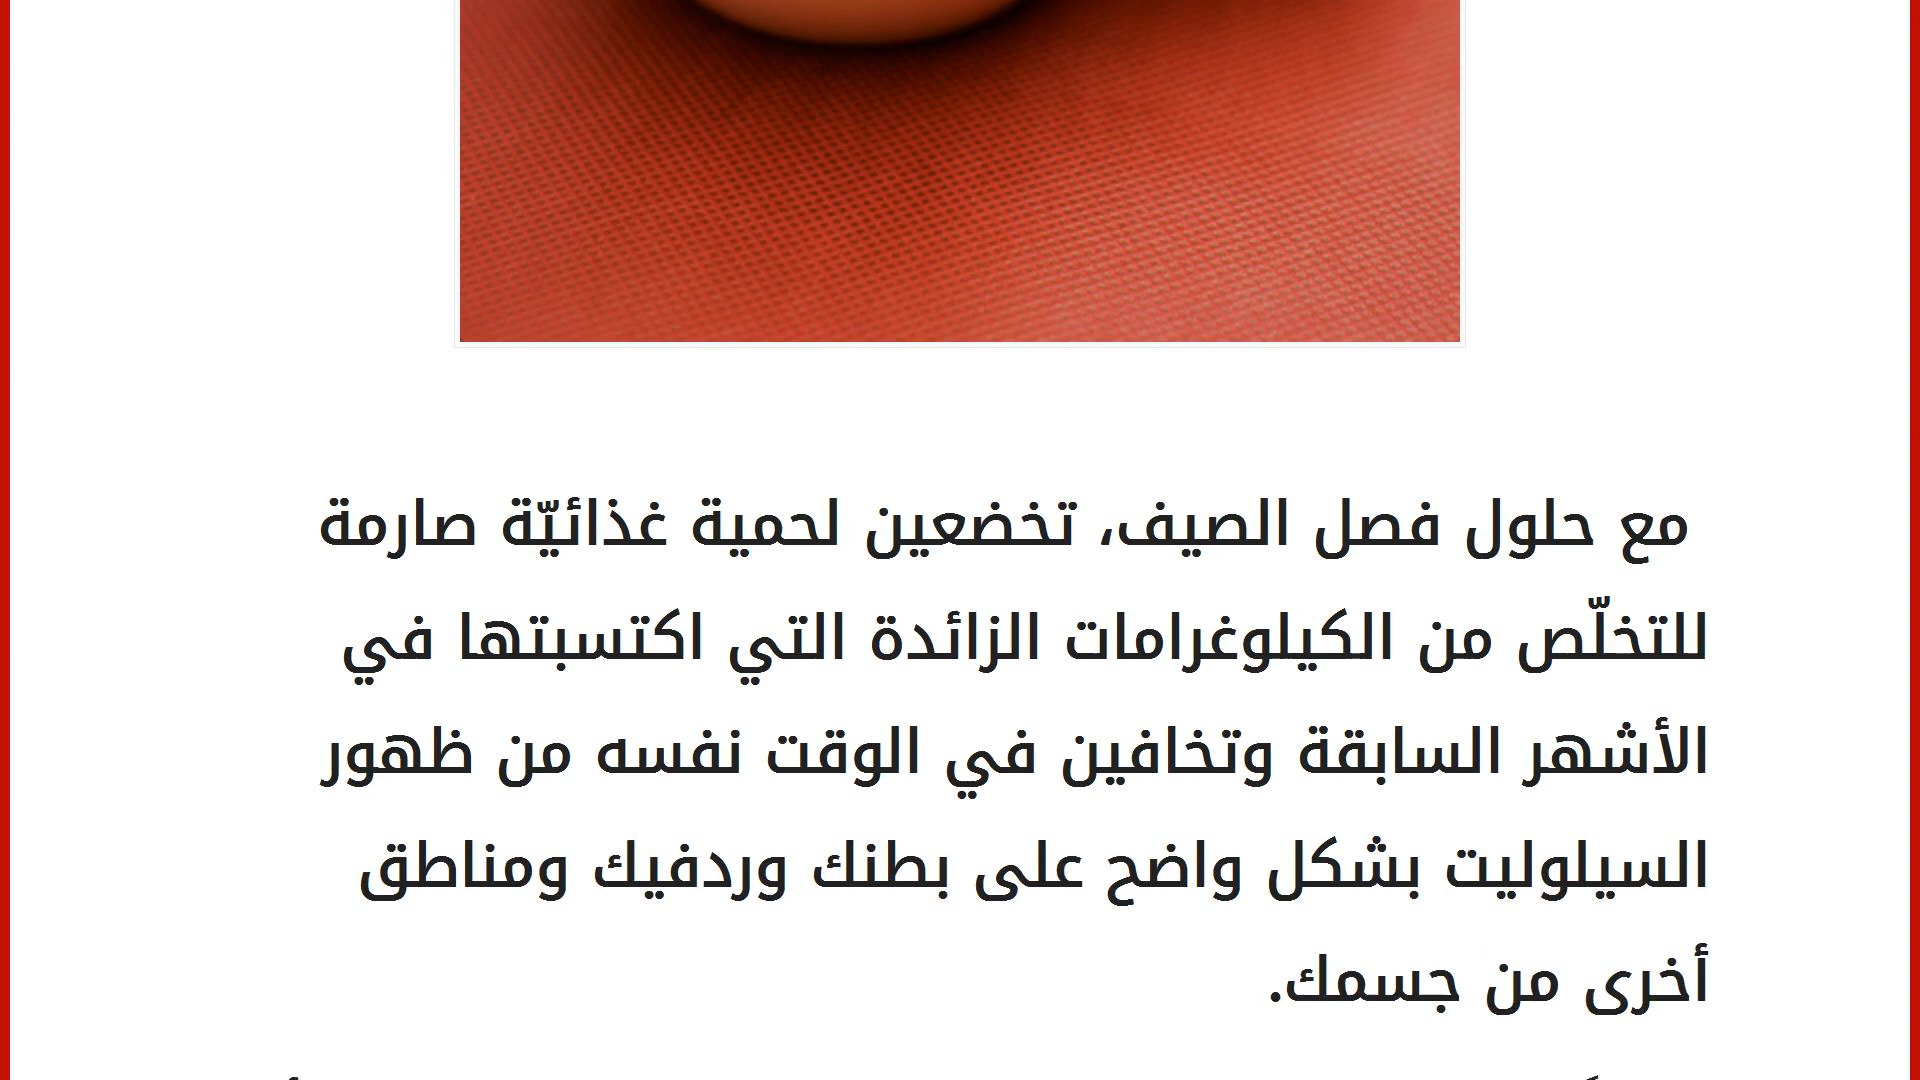 مع حلول فصل الصيف، تخضعين لحمية غذائيّة صارمة
للتخلّص من الكيلوغرامات الزائدة التي اكتسبتها في
الأشهر السابقة وتخافين في الوقت نفسه من ظهور
السيلوليت بشكل واضح على بطنك وردفيك ومناطق
أخرى من جسمك.